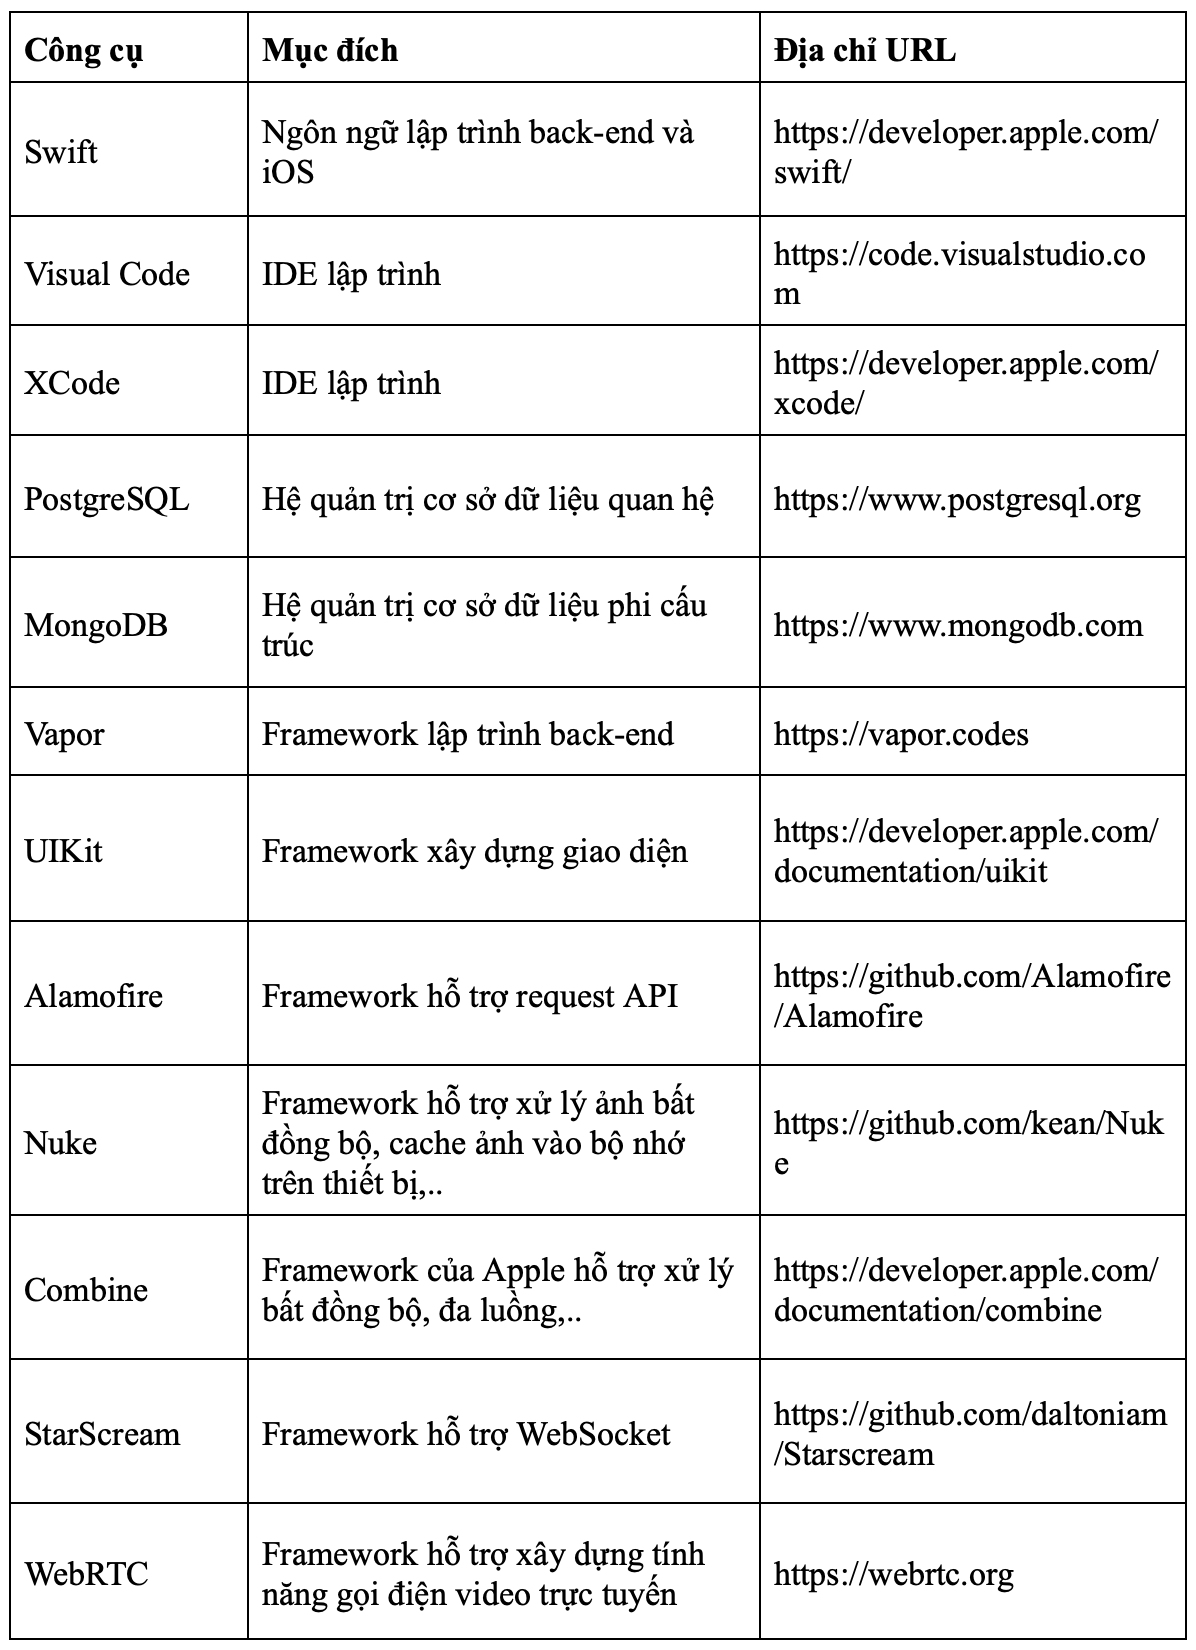 Công cụ
Mục đích
Địa chỉ URL
Swift
Ngôn ngữ lập trình back-end và
iOS
https://developer.apple.com/
swift/
Visual Code
IDE lập trình
https://code.visualstudio.co
m
XCode
IDE lập trình
https://developer.apple.com/
xcode/
PostgreSQL
Hệ quản trị cơ sở dữ liệu quan hệ
https://www.postgresql.org
MongoDB
Hệ quản trị cơ sở dữ liệu phi cấu
trúc
https://www.mongodb.com
Vapor
Framework lập trình back-end
https://vapor.codes
UIKit
Framework xây dựng giao diện
https://developer.apple.com/
documentation/uikit
Alamofire
Framework hỗ trợ request API
https://github.com/Alamofire
/Alamofire
Nuke
Framework hỗ trợ xử lý ảnh bất
đồng bộ, cache ảnh vào bộ nhớ
trên thiết bị,..
https://github.com/kean/Nuk
e
Combine
Framework của Apple hỗ trợ xử lý
bất đồng bộ, đa luồng,..
https://developer.apple.com/
documentation/combine
StarScream
Framework hỗ trợ WebSocket
https://github.com/daltoniam
/Starscream
WebRTC
Framework hỗ trợ xây dựng tính
năng gọi điện video trực tuyến
https://webrtc.org